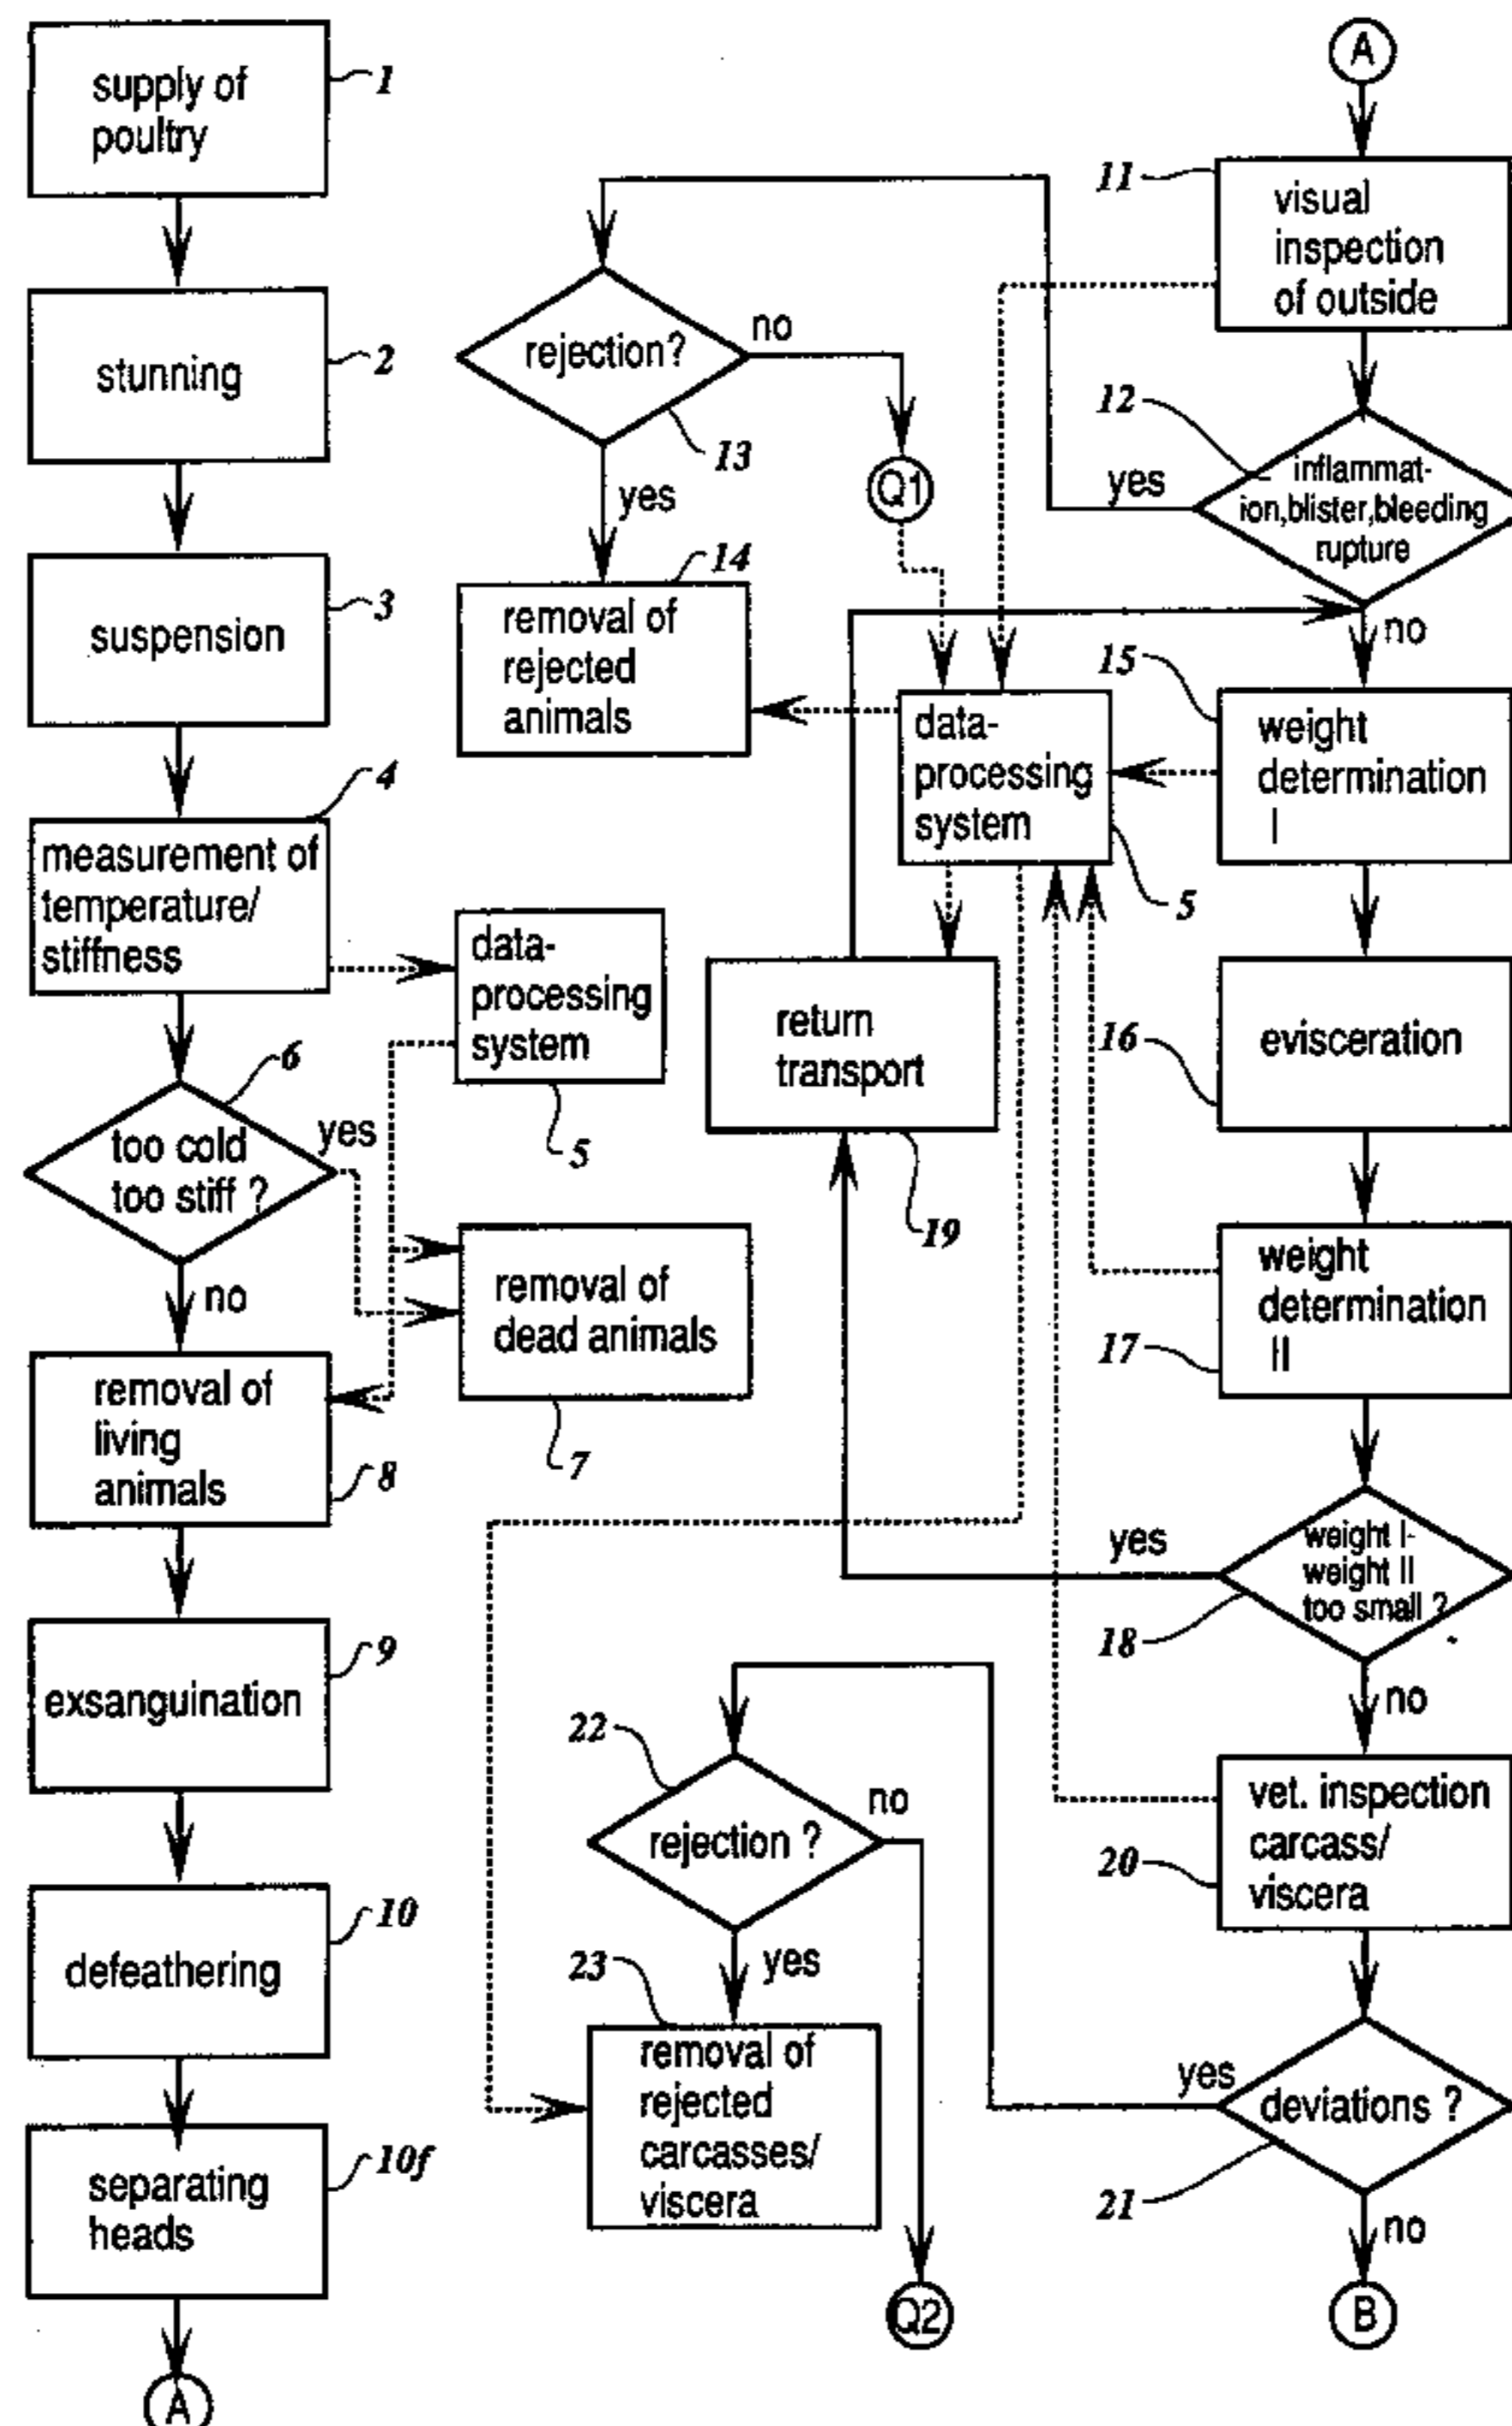 supply of
poultry
1
stunning
2
suspension
3
4
measurement of
temperature/
stiffness
data-
processing
system
5
6
too cold
too stiff ?
yes
no
removal of
dead animals
7
removal of
living
animals
8
exsanguination
9
defeathering
10
separating
heads
10f
A
A
11
visual
inspection
of outside
12
inflammat-
ion,blister,bleeding
rupture
yes
no
rejection?
no
13
yes
Q1
14
removal of
rejected
animals
data-
processing
system
5
15
weight
determination
I
16
evisceration
17
weight
determination
II
return
transport
19
yes
weight I-
weight II
too small ?
18
no
20
vet. inspection
carcass/
viscera
yes
deviations ?
21
no
B
22
rejection ?
no
yes
23
removal of
rejected
carcasses/
viscera
Q2